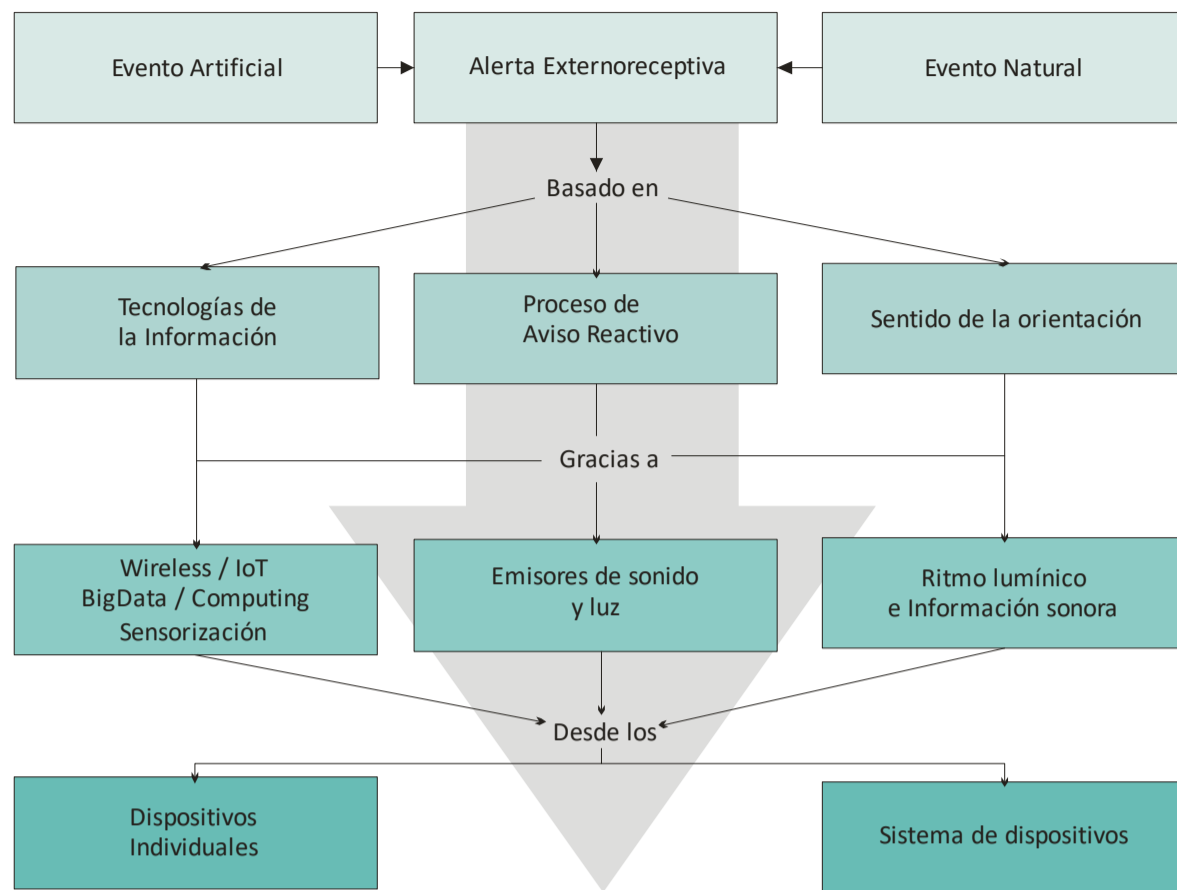 Evento Artificial
Alerta Externoreceptiva
Evento Natural
Basado en
Tecnologías de
la Información
Proceso de
Aviso Reactivo
Sentido de la orientación
Gracias a
Wireless / IoT
BigData / Computing
Sensorización
Emisores de sonido
y luz
Ritmo lumínico
e Información sonora
Desde los
Dispositivos
Individuales
Sistema de dispositivos